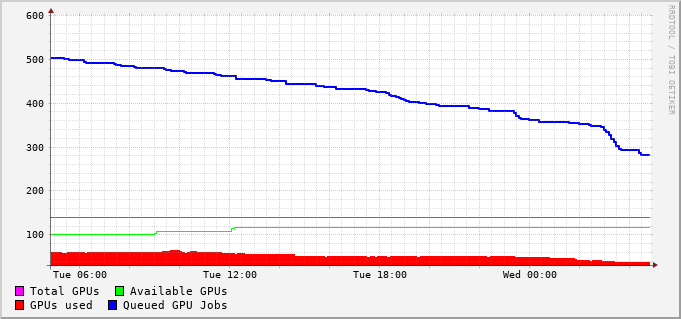 600
500
400
300
200
100
Tue 06:00 Tue 12:00 Tue 18:00 Wed 00:00
Total GPUs Available GPUs
GPUs used Queued GPU Jobs
RRDTOOL / TOBI OETIKER